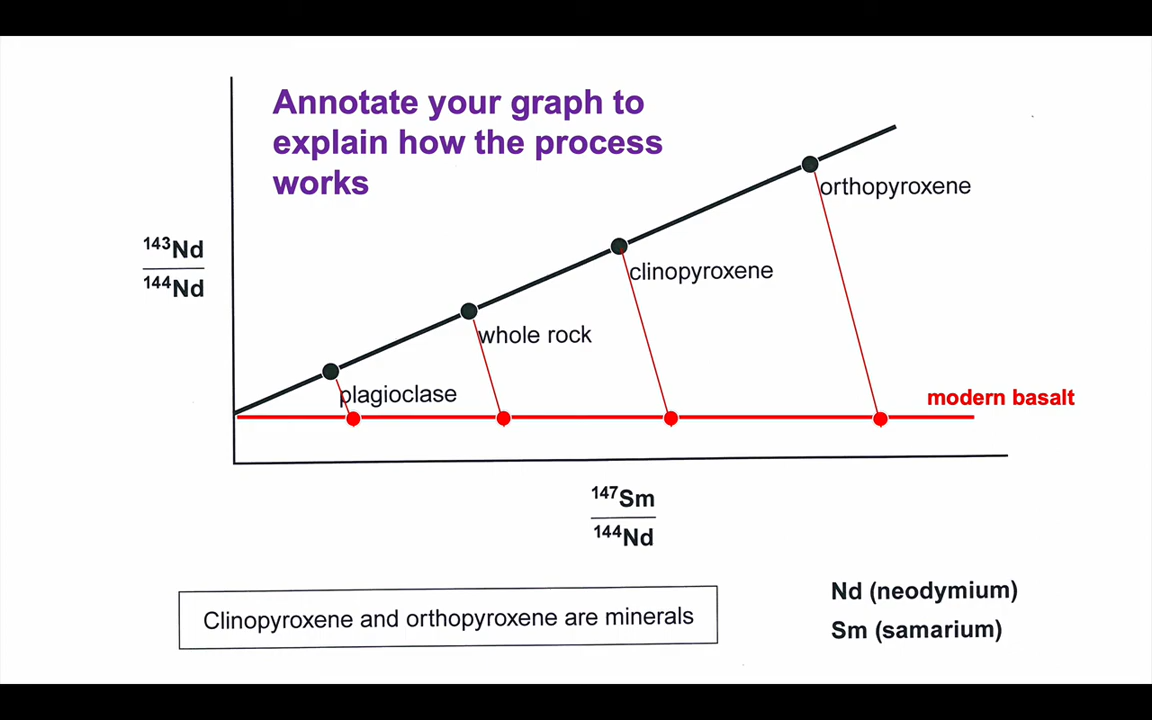 Annotate your graph to
explain how the process
works
orthopyroxene
¹⁴³Nd
¹⁴⁴Nd
clinopyroxene
whole rock
plagioclase
modern basalt
¹⁴⁷Sm
¹⁴⁴Nd
Clinopyroxene and orthopyroxene are minerals
Nd (neodymium)
Sm (samarium)